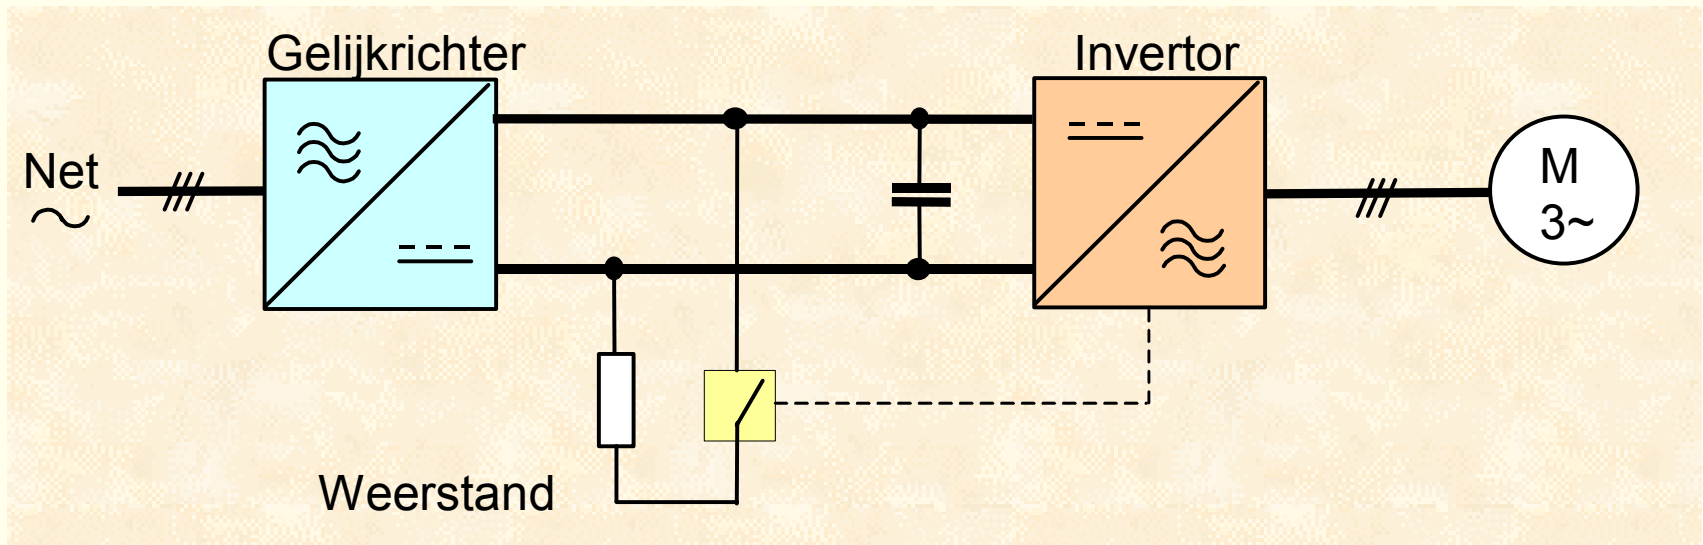 Gelijkrichter
Invertor
Net
M
3~
Weerstand